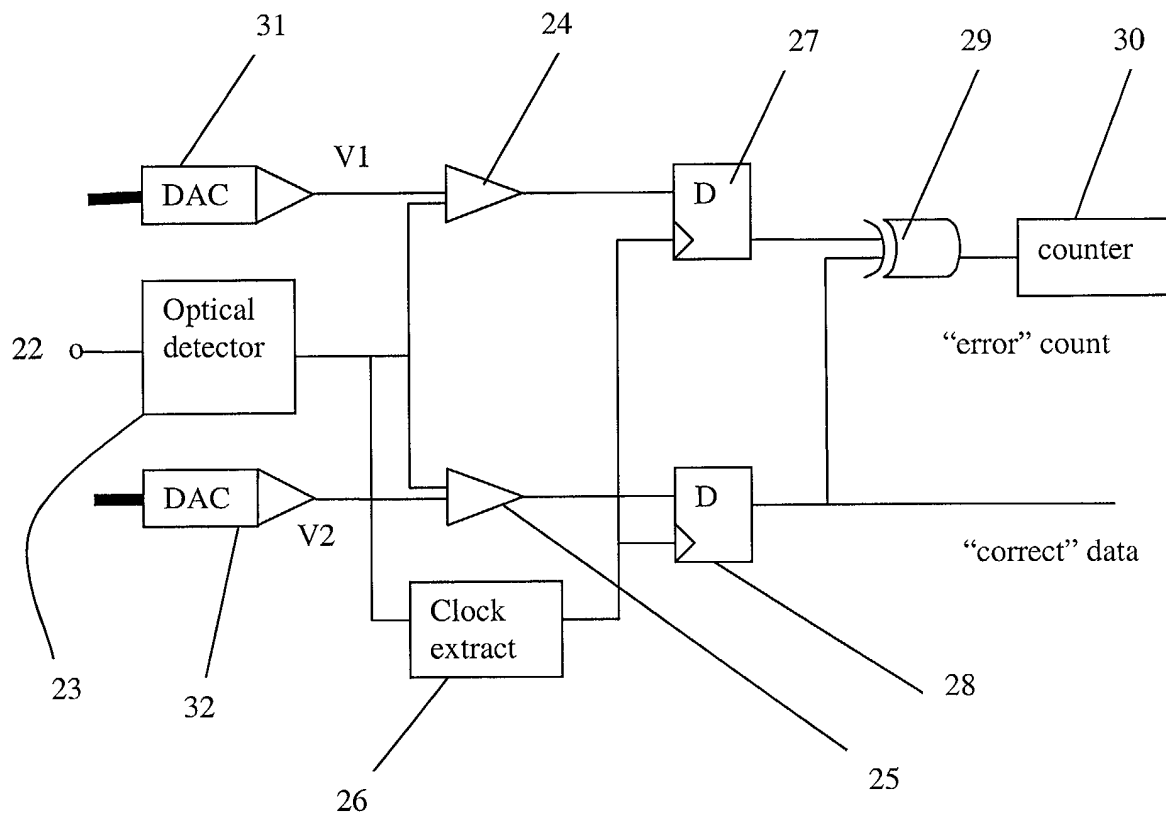 31
24
27
29
30
DAC
V1
D
counter
22
Optical
detector
"error" count
DAC
V2
D
"correct" data
Clock
extract
23
32
26
25
28